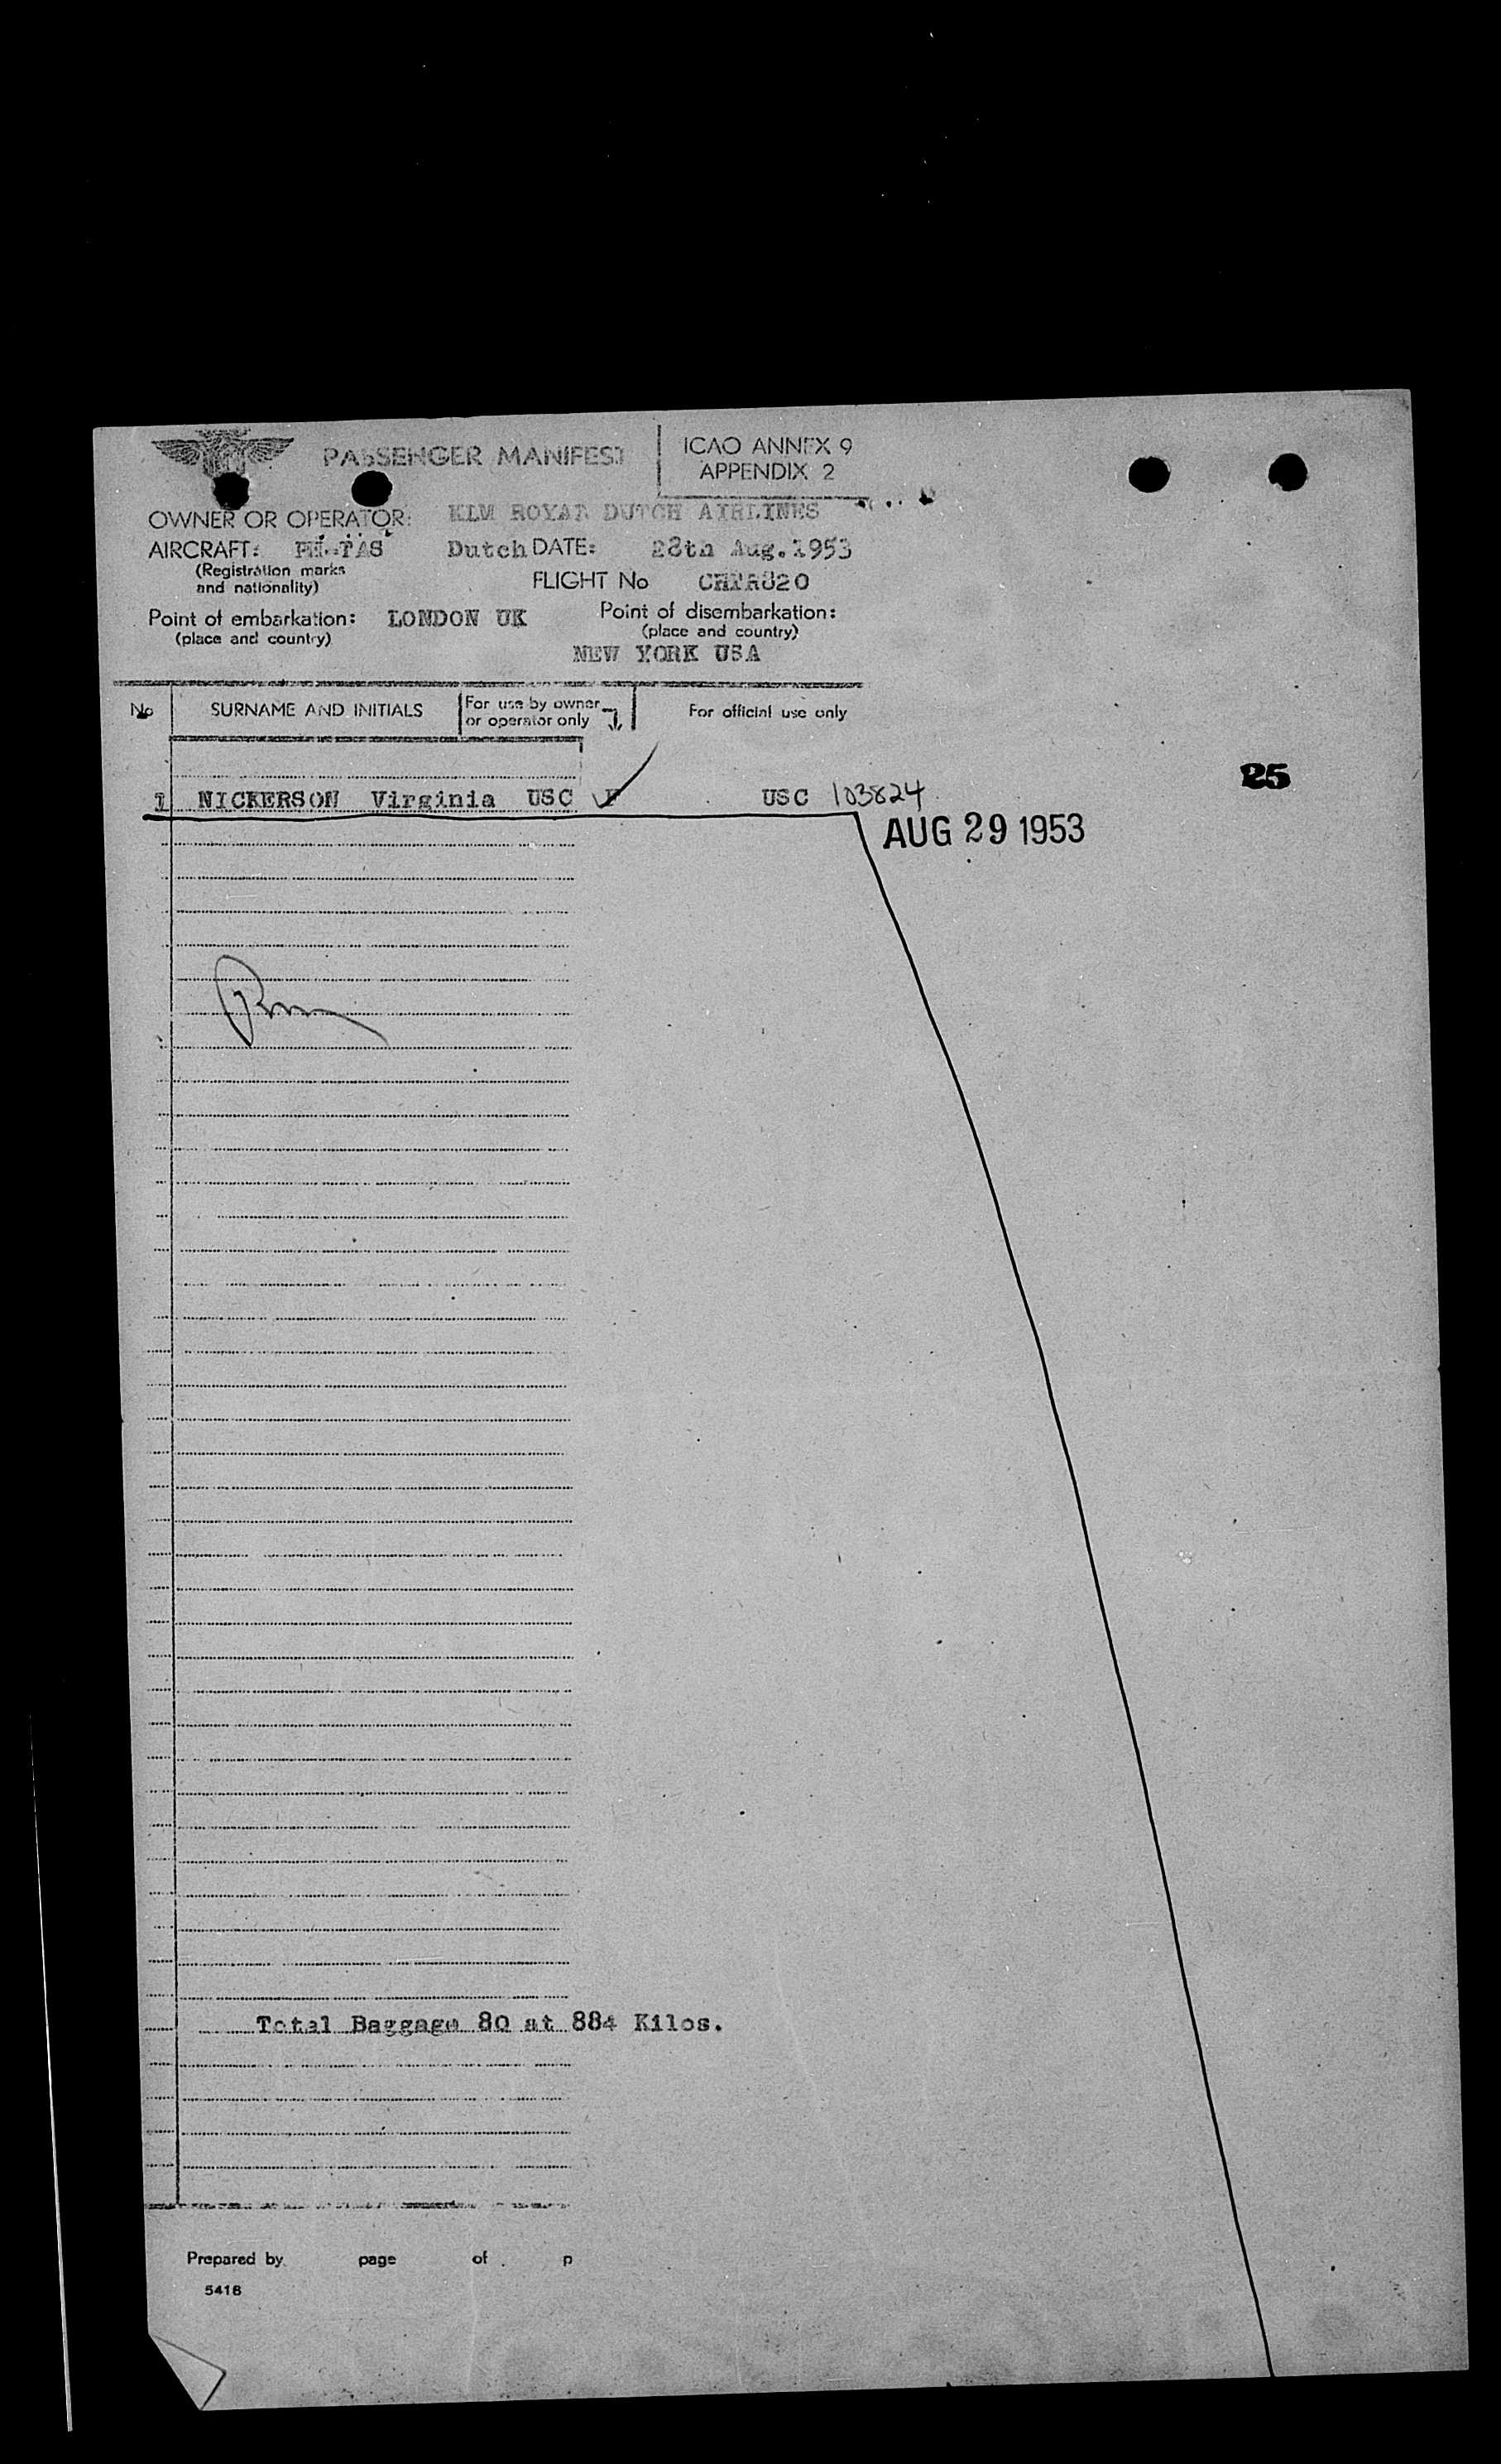 PASSENGER MANIFEST
ICAO ANNEX 9
APPENDIX 2
OWNER OR OPERATOR: KLM ROYAL DUTCH AIRLINES
AIRCRAFT: Dutch DATE: 28th Aug.1953
(Registration marks
and nationality)
FLIGHT No
Point of embarkation: LONDON UK Point of disembarkation:
(place and country) (place and country)
NEW YORK USA
No SURNAME AND INITIALS For use by owner or operator only For official use only
25
1 NICKERSON Virginia USC F USC 103824
AUG 29 1953
Total Baggage 80 at 884 Kilos.
Prepared by page of p
5418